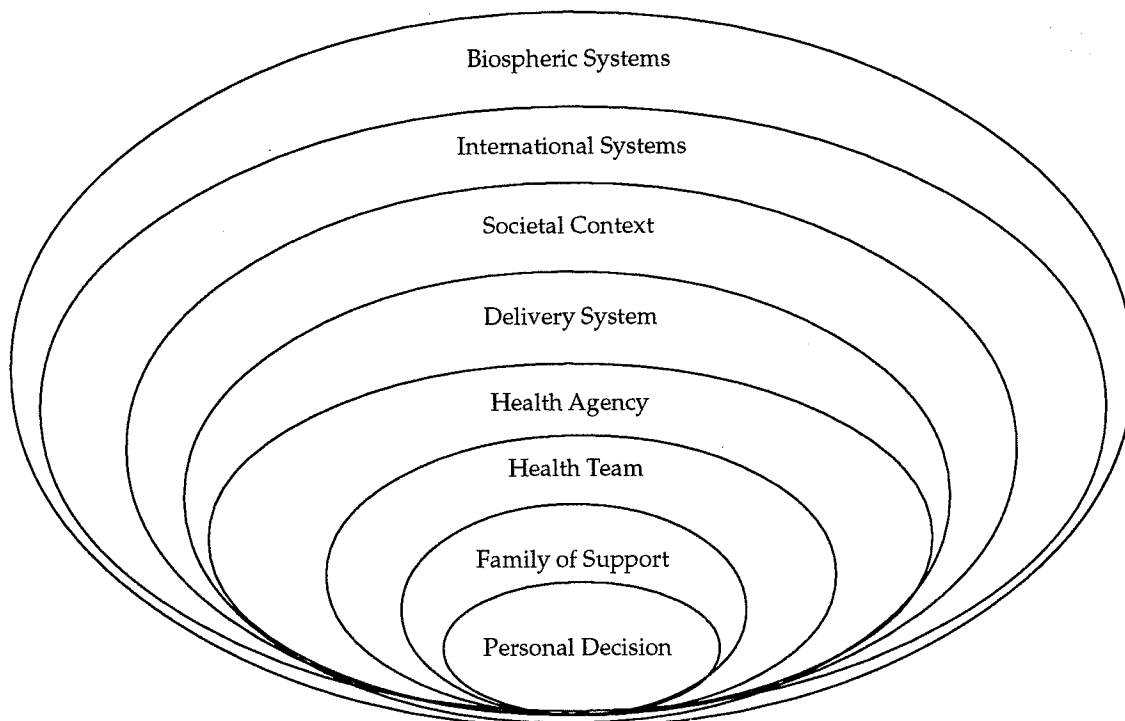 Biospheric Systems
International Systems
Societal Context
Delivery System
Health Agency
Health Team
Family of Support
Personal Decision